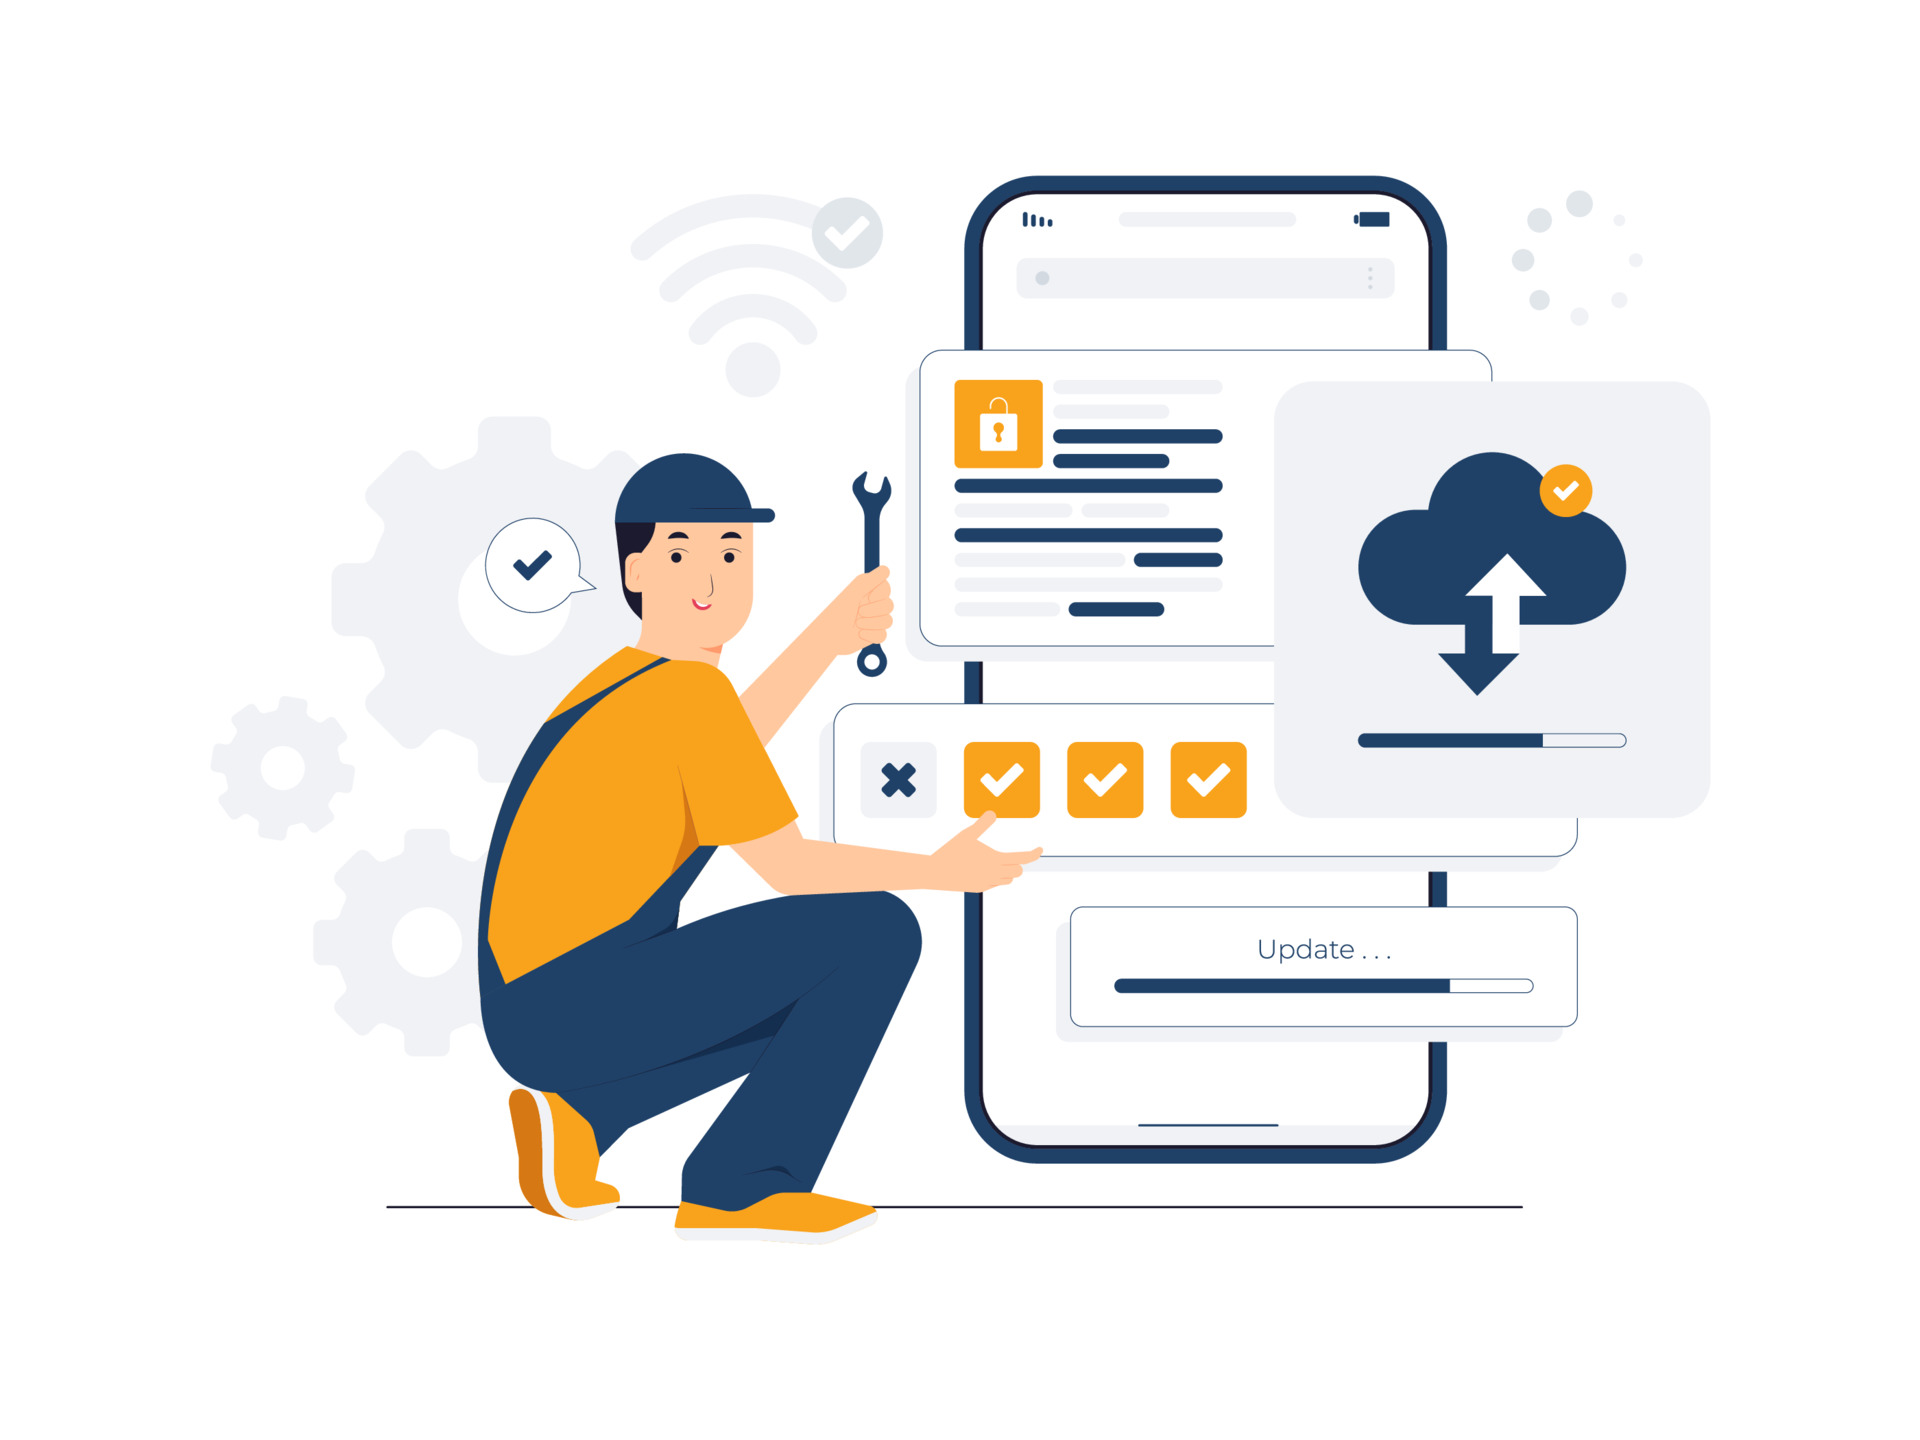 Update . . .